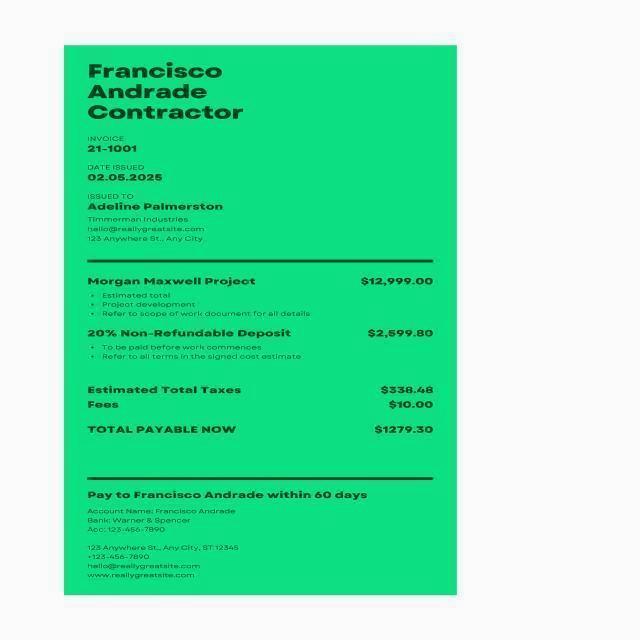 Francisco
Andrade
Contractor
INVOICE
21-1001
DATE ISSUED
02.05.2025
ISSUED TO
Adeline Palmerston
Timmerman Industries
hello@reallygreatsite.com
123 Anywhere St., Any City
Morgan Maxwell Project $12,999.00
• Estimated total
• Project development
• Refer to scope of work document for all details
20% Non-Refundable Deposit $2,599.80
• To be paid before work commences
• Refer to all terms in the signed cost estimate
Estimated Total Taxes $338.48
Fees $10.00
TOTAL PAYABLE NOW $1279.30
Pay to Francisco Andrade within 60 days
Account Name: Francisco Andrade
Bank: Warner & Spencer
Acc: 123-456-7890
123 Anywhere St., Any City, ST 12345
+123-456-7890
hello@reallygreatsite.com
www.reallygreatsite.com